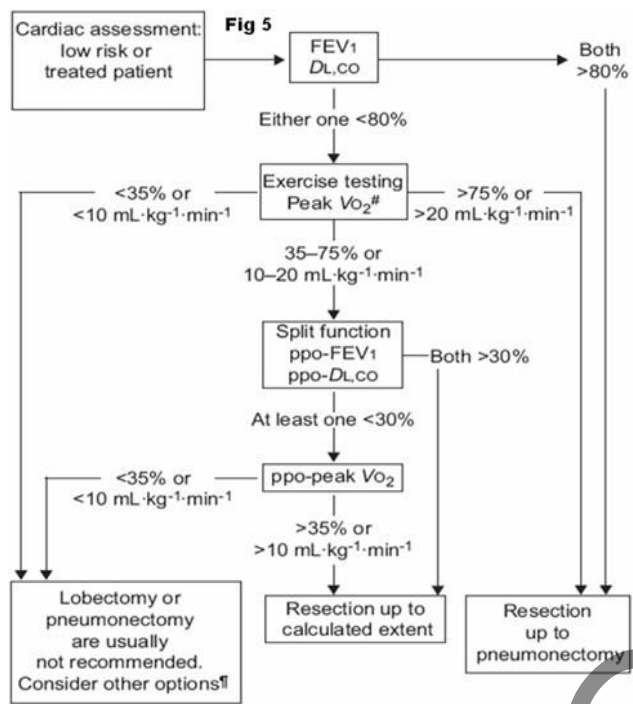 Cardiac assessment:
low risk or
treated patient
Fig 5
FEV1
DL,CO
Both
>80%
Either one <80%
<35% or
<10 mL·kg⁻¹·min⁻¹
Exercise testing
Peak VO2#
>75% or
>20 mL·kg⁻¹·min⁻¹
35–75% or
10–20 mL·kg⁻¹·min⁻¹
Split function
ppo-FEV1
ppo-DL,CO
Both >30%
At least one <30%
<35% or
<10 mL·kg⁻¹·min⁻¹
ppo-peak VO2
>35% or
>10 mL·kg⁻¹·min⁻¹
Lobectomy or
pneumonectomy
are usually
not recommended.
Consider other options¶
Resection up to
calculated extent
Resection
up to
pneumonectomy